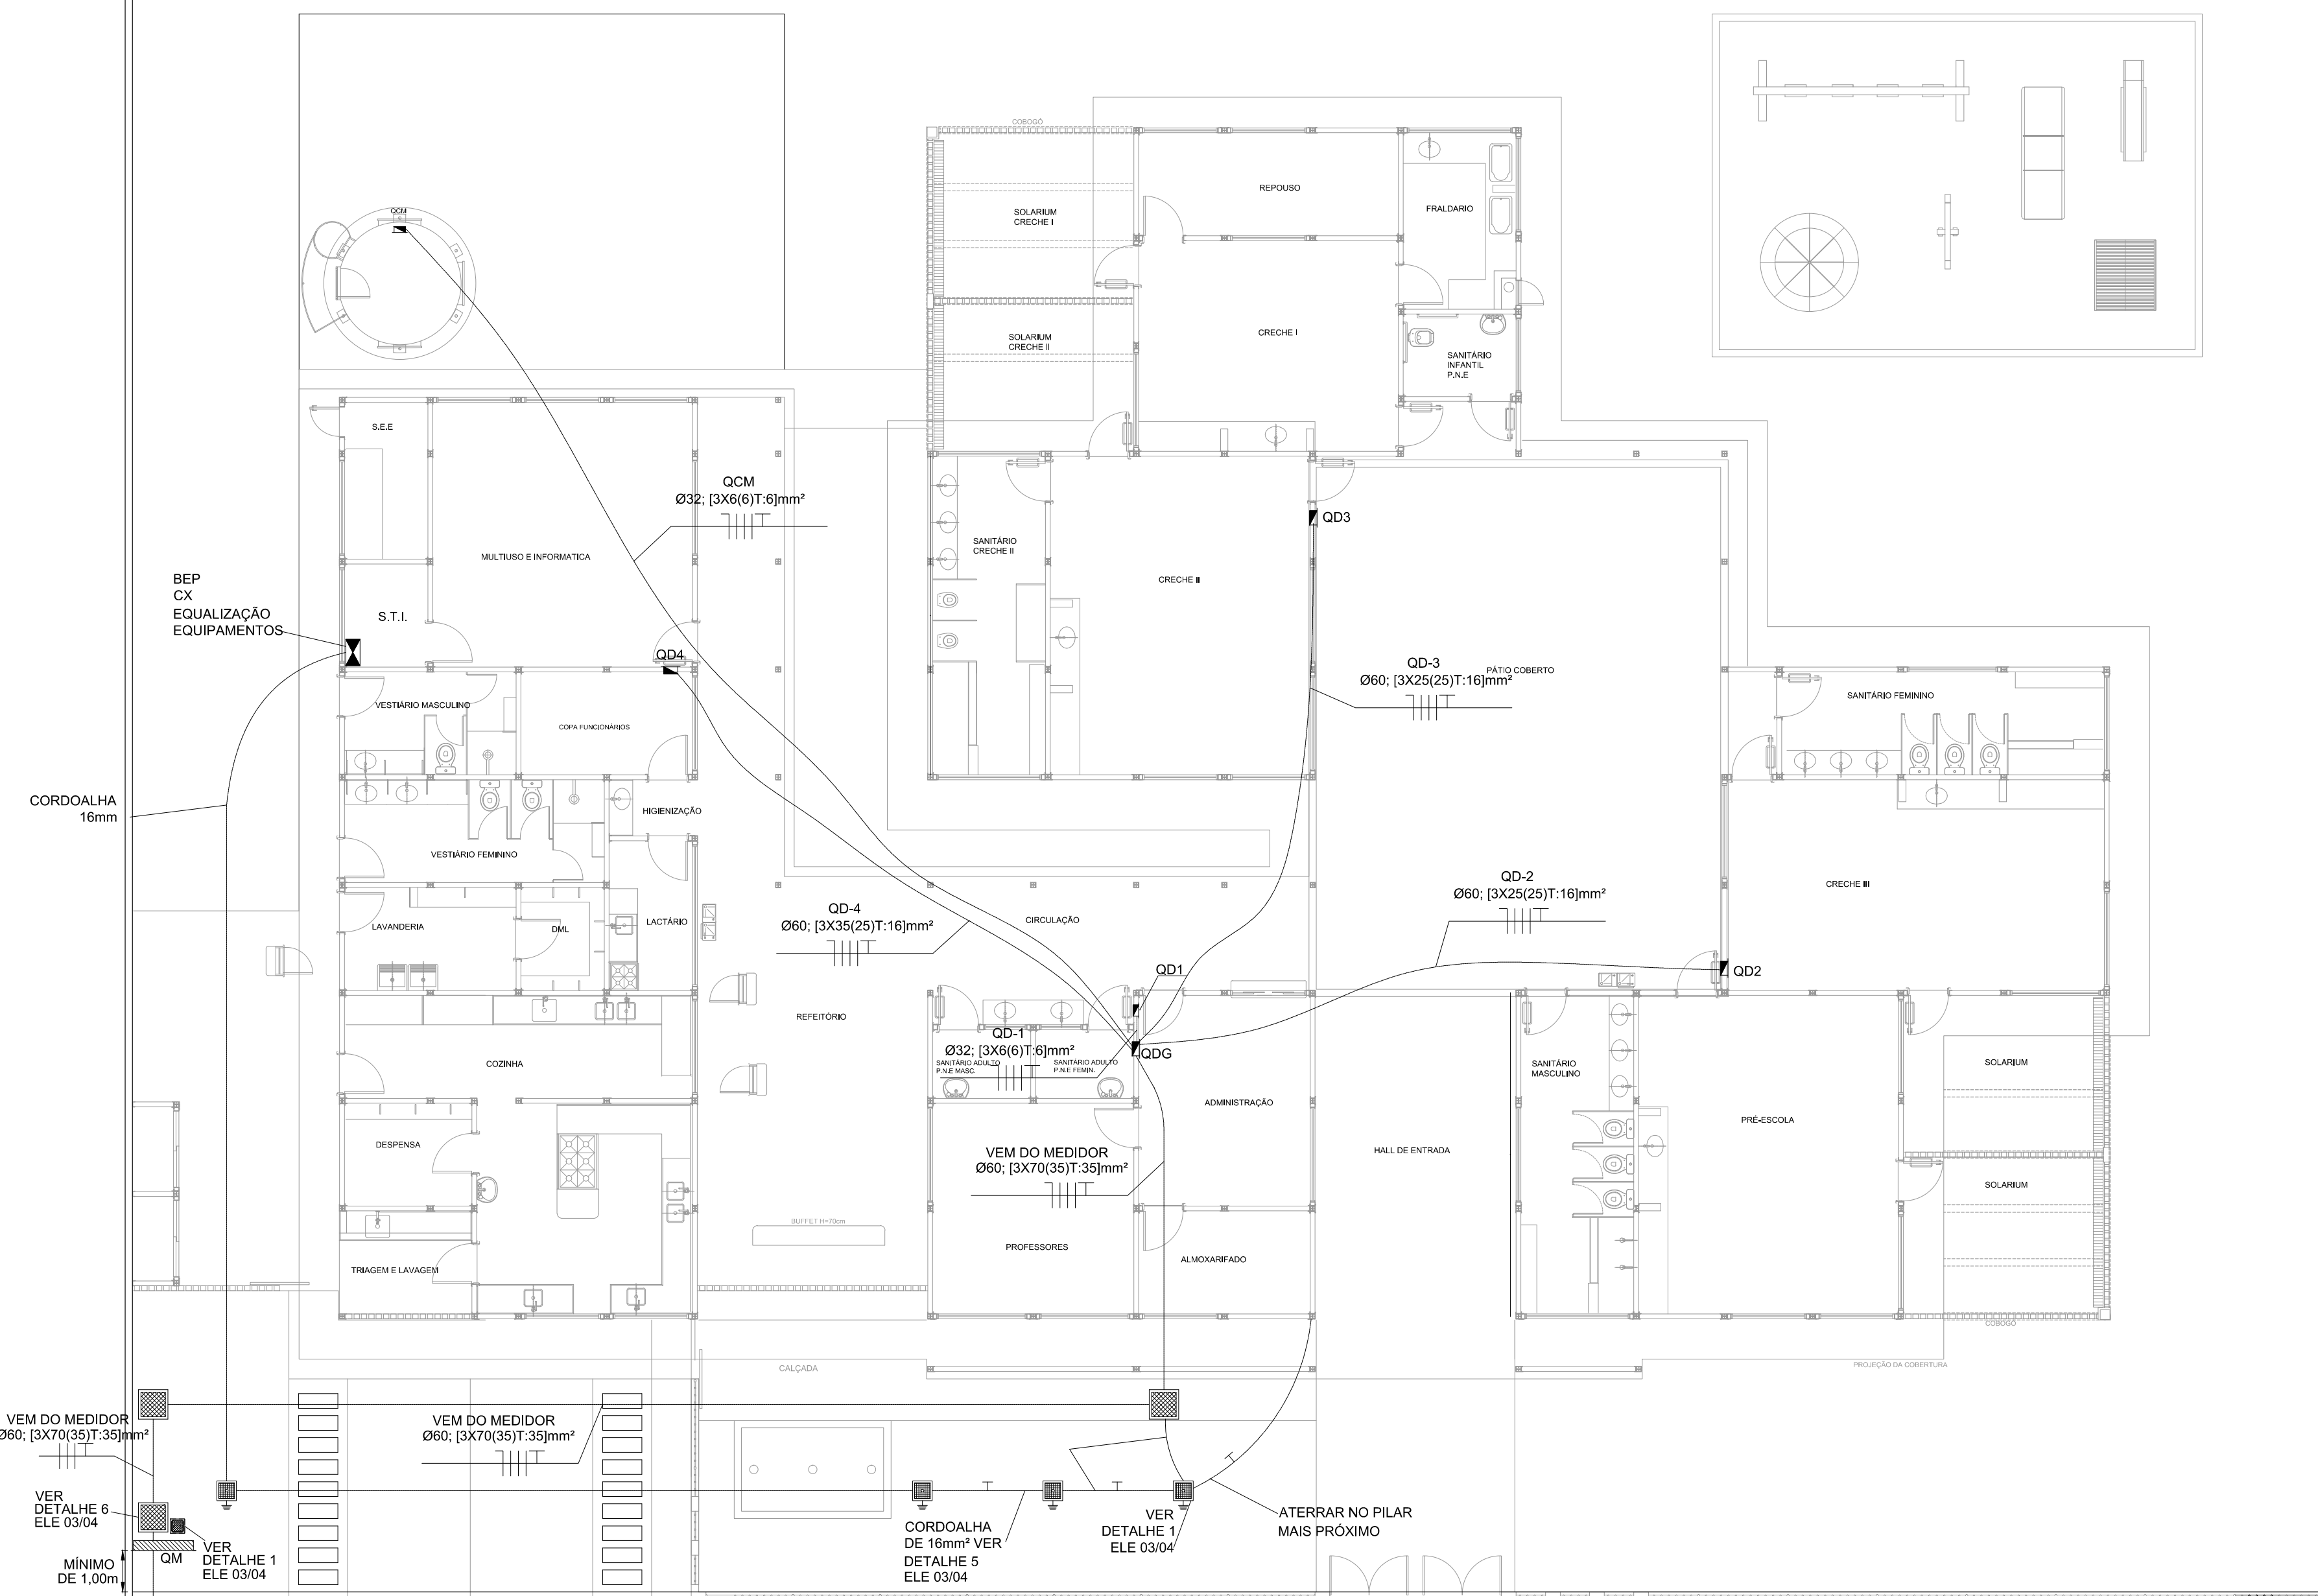 COBOGÓ
REPOUSO
FRALDARIO
SOLARIUM
CRECHE I
QCM
CRECHE I
SOLARIUM
CRECHE II
SANITÁRIO
INFANTIL
P.N.E
S.E.E
QCM
Ø32; [3X6(6)T:6]mm²
QD3
SANITÁRIO
CRECHE II
MULTIUSO E INFORMATICA
CRECHE II
BEP
CX
EQUALIZAÇÃO
EQUIPAMENTOS
S.T.I.
QD4
QD-3
Ø60; [3X25(25)T:16]mm²
PÁTIO COBERTO
SANITÁRIO FEMININO
VESTIÁRIO MASCULINO
COPA FUNCIONÁRIOS
CORDOALHA
16mm
HIGIENIZAÇÃO
VESTIÁRIO FEMININO
QD-2
Ø60; [3X25(25)T:16]mm²
CRECHE III
QD-4
Ø60; [3X35(25)T:16]mm²
CIRCULAÇÃO
LAVANDERIA
DML
LACTÁRIO
QD1
QD2
REFEITÓRIO
QD-1
Ø32; [3X6(6)T:6]mm²
QDG
SANITÁRIO ADULTO
P.N.E MASC.
SANITÁRIO ADULTO
P.N.E FEMIN.
COZINHA
SANITÁRIO
MASCULINO
SOLARIUM
ADMINISTRAÇÃO
PRÉ-ESCOLA
DESPENSA
VEM DO MEDIDOR
Ø60; [3X70(35)T:35]mm²
HALL DE ENTRADA
SOLARIUM
BUFFET H=70cm
PROFESSORES
ALMOXARIFADO
TRIAGEM E LAVAGEM
COBOGÓ
CALÇADA
PROJEÇÃO DA COBERTURA
VEM DO MEDIDOR
Ø60; [3X70(35)T:35]mm²
VEM DO MEDIDOR
Ø60; [3X70(35)T:35]mm²
VER
DETALHE 6
ELE 03/04
QM
VER
DETALHE 1
ELE 03/04
MÍNIMO
DE 1,00m
CORDOALHA
DE 16mm² VER
DETALHE 5
ELE 03/04
VER
DETALHE 1
ELE 03/04
ATERRAR NO PILAR
MAIS PRÓXIMO